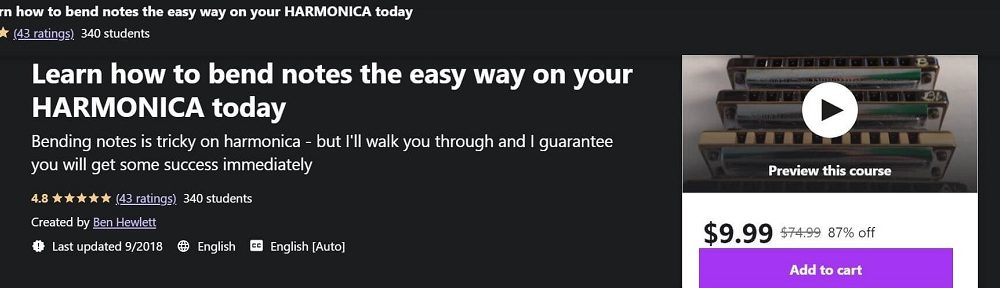 rn how to bend notes the easy way on your HARMONICA today
(43 ratings) 340 students
Learn how to bend notes the easy way on your
HARMONICA today
Bending notes is tricky on harmonica - but I'll walk you through and I guarantee
you will get some success immediately
4.8 ★★★★★ (43 ratings) 340 students
Created by Ben Hewlett
Last updated 9/2018 English CC English [Auto]
Preview this course
$9.99 $74.99 87% off
Add to cart